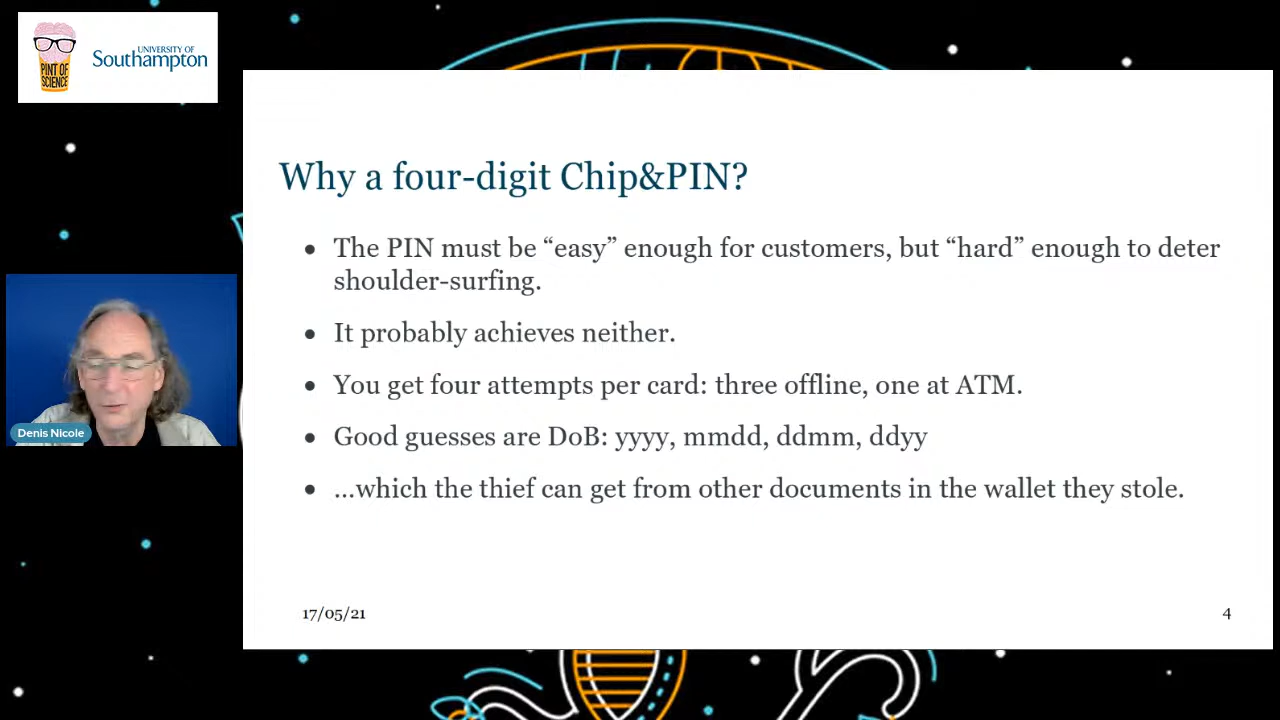 PINT OF
SCIENCE
UNIVERSITY OF
Southampton
Why a four-digit Chip&PIN?
• The PIN must be “easy” enough for customers, but “hard” enough to deter
shoulder-surfing.
• It probably achieves neither.
• You get four attempts per card: three offline, one at ATM.
• Good guesses are DoB: yyyy, mmdd, ddmm, ddyy
• …which the thief can get from other documents in the wallet they stole.
Denis Nicole
17/05/21
4